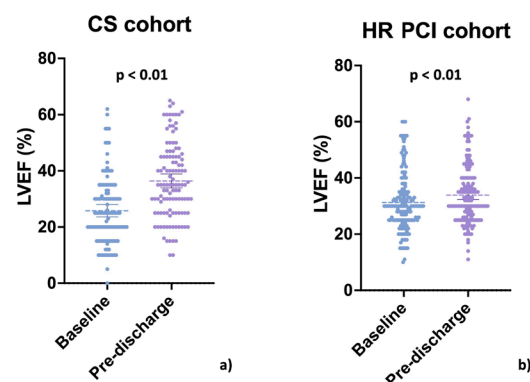 CS cohort
p < 0.01
LVEF (%)
80
60
40
20
0
Baseline
Pre-discharge
a)
HR PCI cohort
p < 0.01
LVEF (%)
80
60
40
20
0
Baseline
Pre-discharge
b)